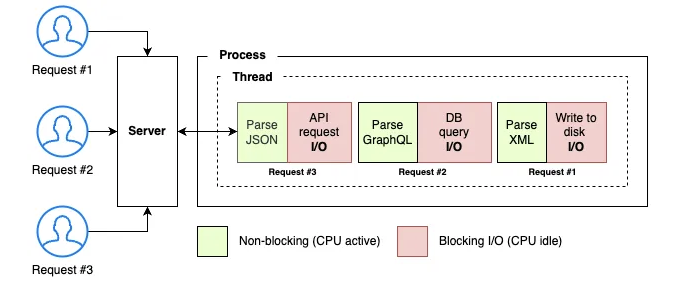 Request #1
Request #2
Request #3
Server
Process
Thread
Parse
JSON
API
request
I/O
Request #3
Parse
GraphQL
DB
query
I/O
Request #2
Parse
XML
Write to
disk
I/O
Request #1
Non-blocking (CPU active)
Blocking I/O (CPU idle)